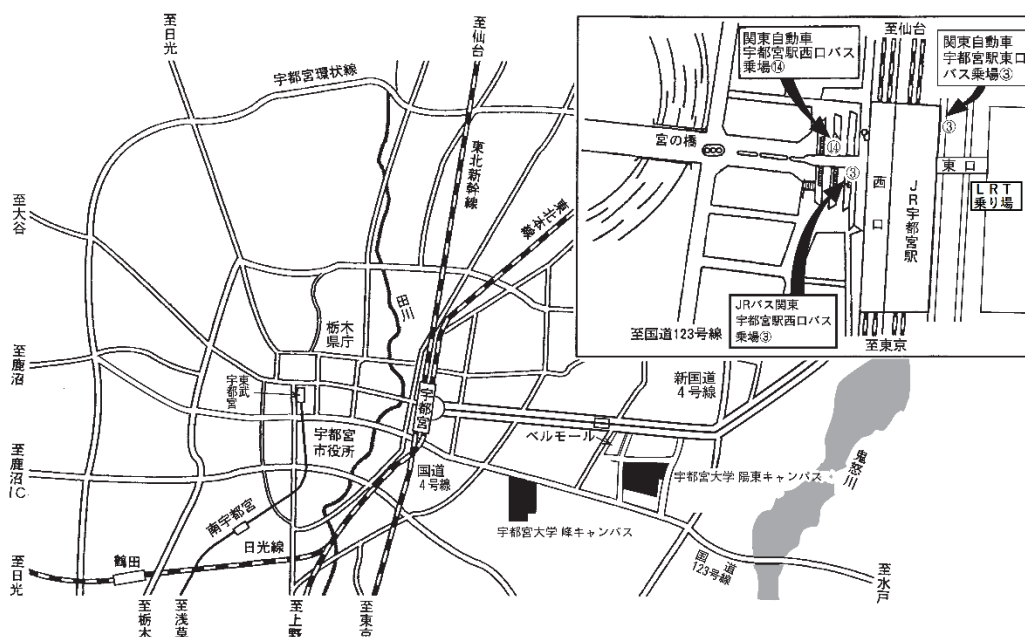 至日光
至仙台
宇都宮環状線
東北新幹線
東北本線
至大谷
田川
栃木
県庁
至鹿沼
東武
宇都宮
宇都宮
宇都宮
市役所
国道
4号線
至鹿沼
IC
南宇都宮
日光線
鶴田
至日光
至栃木
至浅草
至上野
至東京
新国道
4号線
ベルモール
宇都宮大学 陽東キャンパス
宇都宮大学 峰キャンパス
鬼怒川
国道
123号線
至水戸
関東自動車
宇都宮駅西口バス
乗場⑭
至仙台
関東自動車
宇都宮駅東口
バス乗場③
宮の橋
⑭
③
③
西口
JR宇都宮駅
東口
LRT
乗り場
JRバス関東
宇都宮駅西口バス
乗場③
至国道123号線
至東京